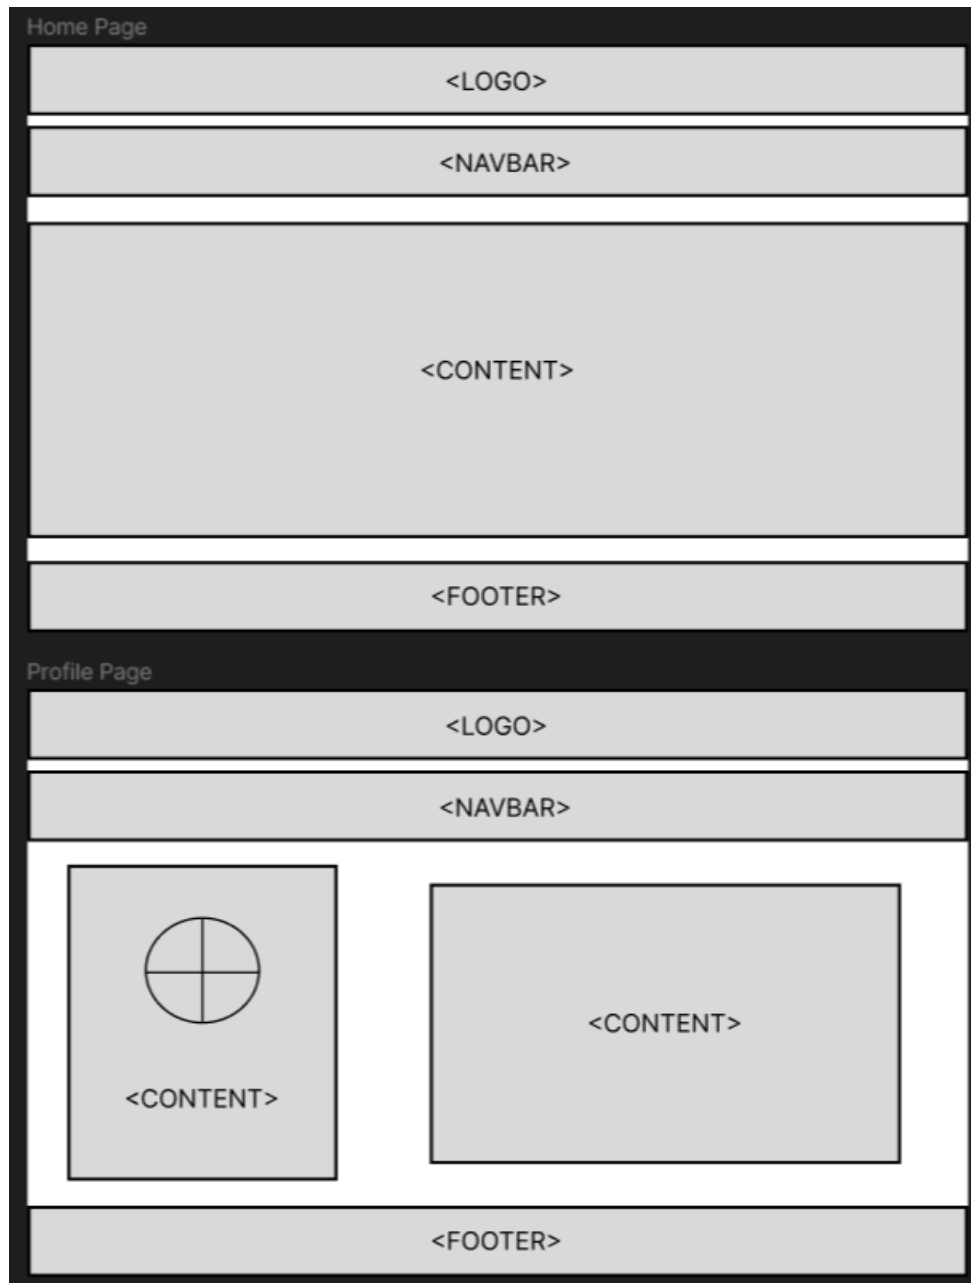 Home Page
<LOGO>
<NAVBAR>
<CONTENT>
<FOOTER>
Profile Page
<LOGO>
<NAVBAR>
<CONTENT>
<CONTENT>
<FOOTER>